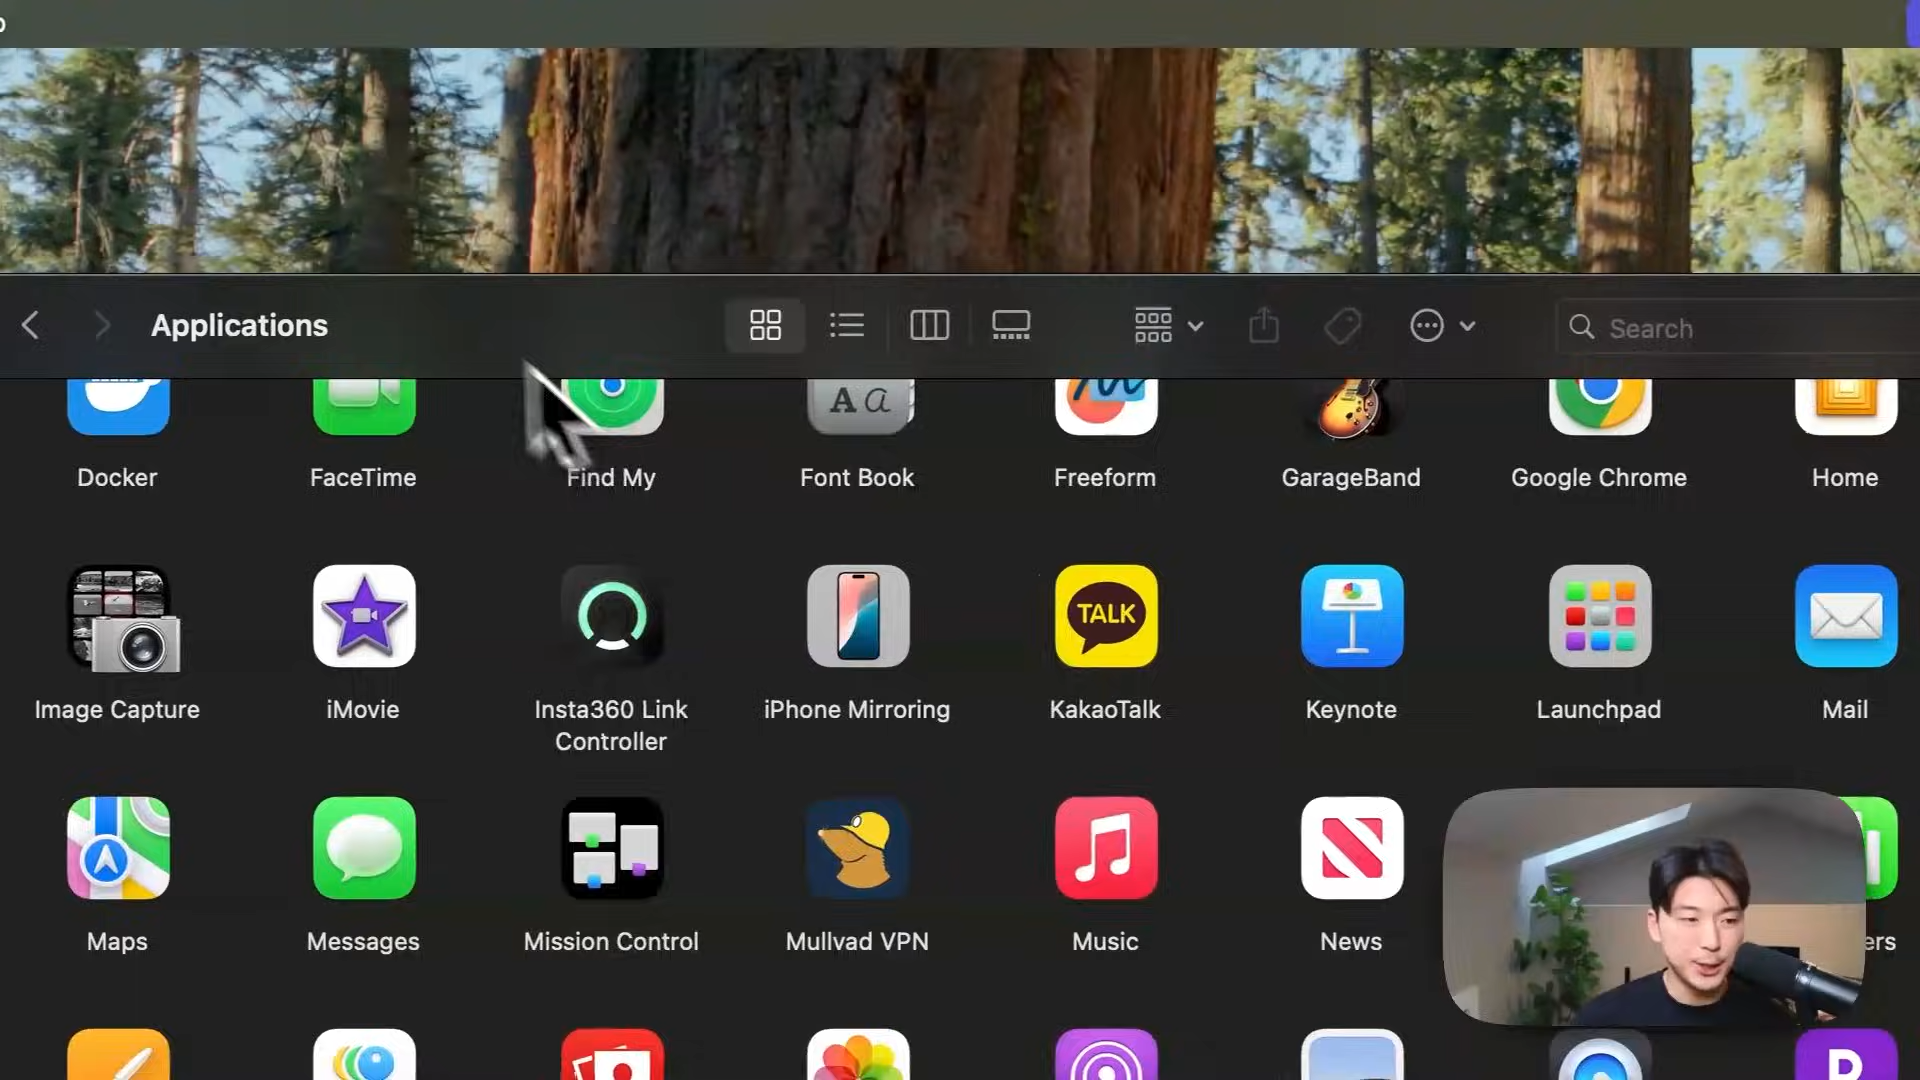 Applications
Search
A a
Docker
FaceTime
Find My
Font Book
Freeform
GarageBand
Google Chrome
Home
TALK
Image Capture
iMovie
Insta360 Link
Controller
iPhone Mirroring
KakaoTalk
Keynote
Launchpad
Mail
Maps
Messages
Mission Control
Mullvad VPN
Music
News
ers